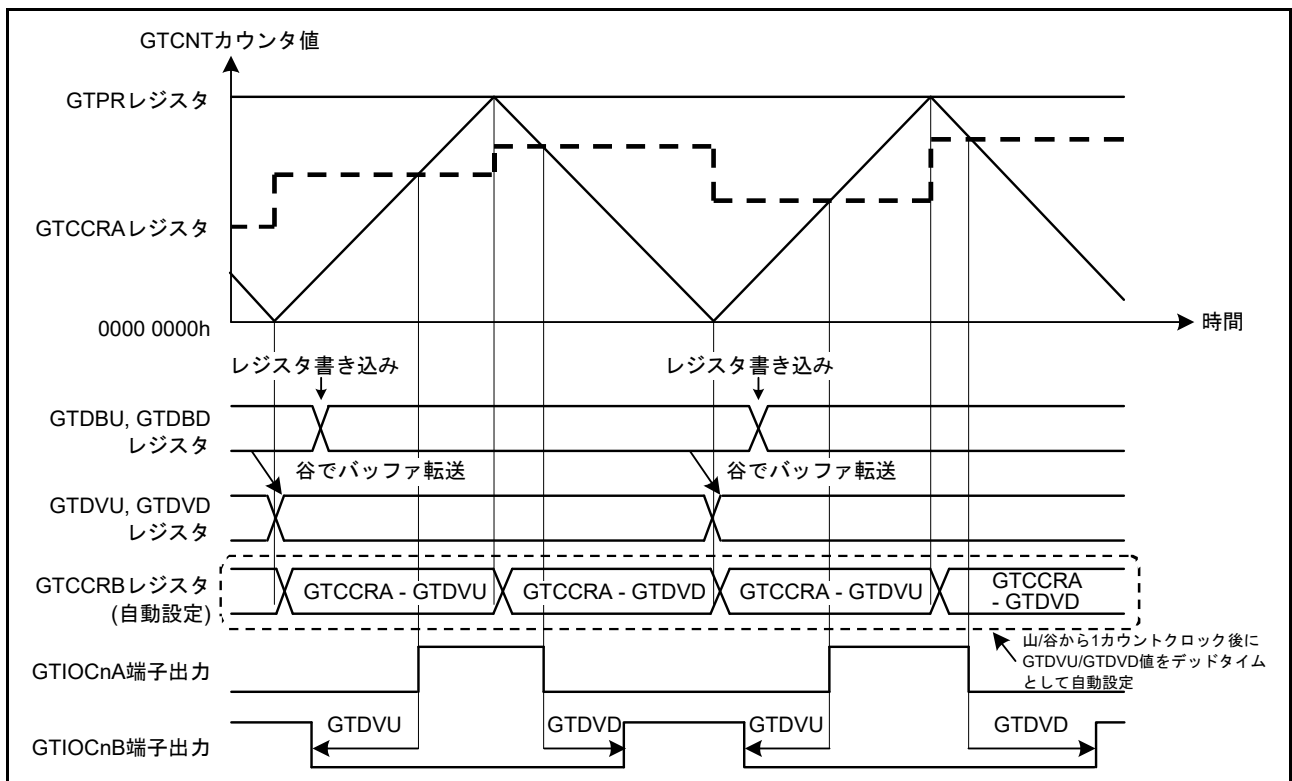 GTCNTカウンタ値
GTPRレジスタ
GTCCRAレジスタ
0000 0000h
時間
レジスタ書き込み
レジスタ書き込み
GTDBU, GTDBD
レジスタ
谷でバッファ転送
谷でバッファ転送
GTDVU, GTDVD
レジスタ
GTCCRBレジスタ
(自動設定)
GTCCRA - GTDVU
GTCCRA - GTDVD
GTCCRA - GTDVU
GTCCRA
- GTDVD
山/谷から1カウントクロック後に
GTDVU/GTDVD値をデッドタイム
として自動設定
GTIOCnA端子出力
GTDVU
GTDVD
GTDVU
GTDVD
GTIOCnB端子出力